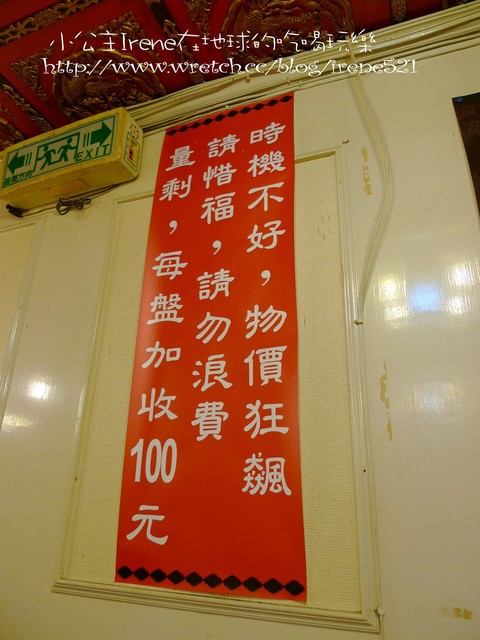 小公主Irene在地球的吃喝玩樂
http://www.wretch.cc/blog/irene521
EXIT
時機不好，物價狂飆
請惜福，請勿浪費
量剩，每盤加收100元